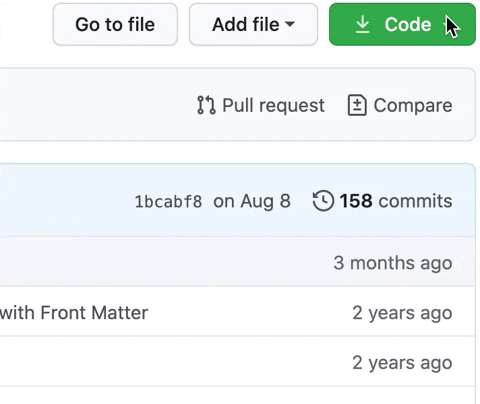 Go to file Add file Code
Pull request Compare
1bcabf8 on Aug 8 158 commits
3 months ago
with Front Matter 2 years ago
2 years ago